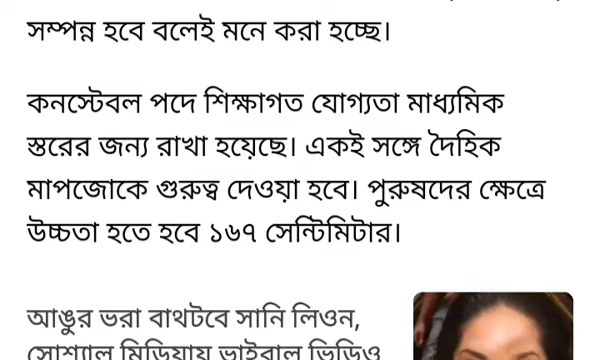 সম্পন্ন হবে বলেই মনে করা হচ্ছে।
কনস্টেবল পদে শিক্ষাগত যোগ্যতা মাধ্যমিক
স্তরের জন্য রাখা হয়েছে। একই সঙ্গে দৈহিক
মাপজোকে গুরুত্ব দেওয়া হবে। পুরুষদের ক্ষেত্রে
উচ্চতা হতে হবে ১৬৭ সেন্টিমিটার।
আঙুর ভরা বাথটবে সানি লিওন,
সোশ্যাল মিডিয়ায় ভাইরাল ভিডিও